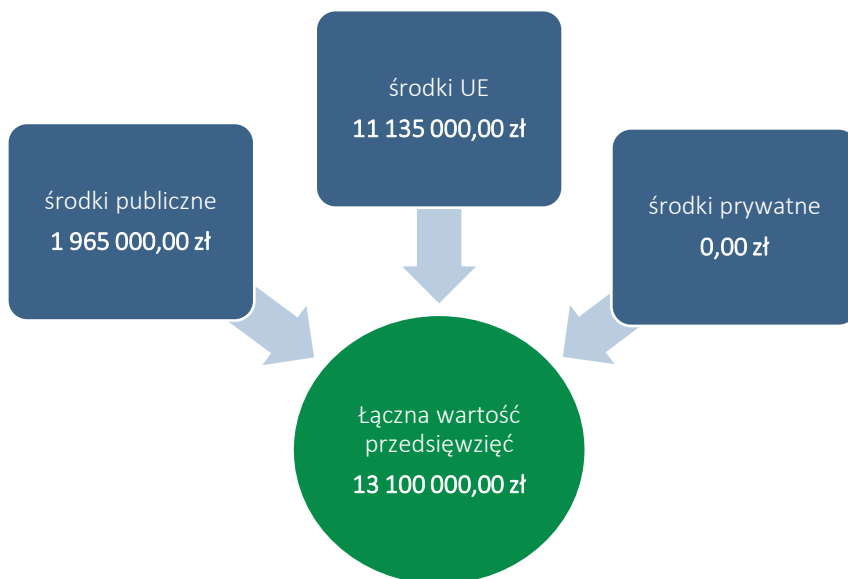 środki UE
11 135 000,00 zł
środki publiczne
1 965 000,00 zł
środki prywatne
0,00 zł
Łączna wartość
przedsięwzięć
13 100 000,00 zł